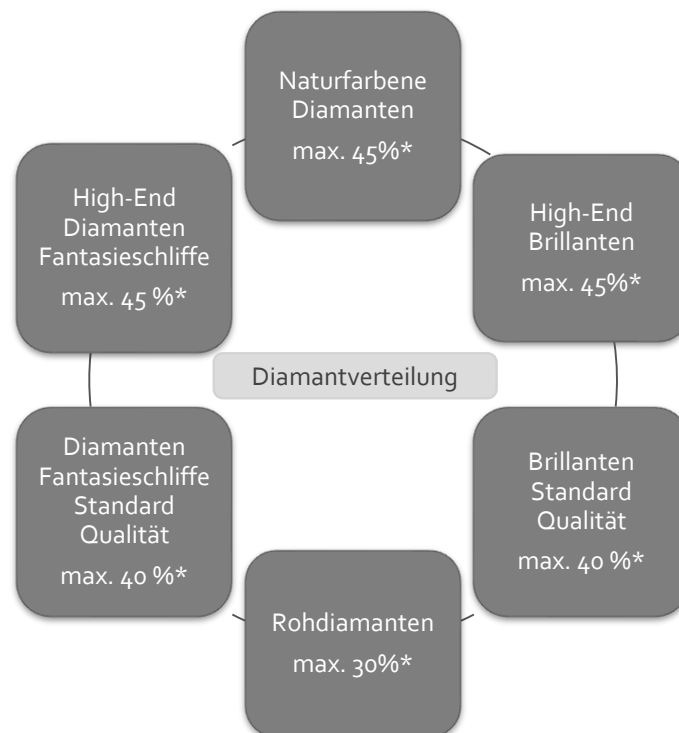 Naturfarbene
Diamanten
max. 45%*
High-End
Brillanten
max. 45%*
Brillanten
Standard
Qualität
max. 40 %*
Rohdiamanten
max. 30%*
Diamanten
Fantasieschliffe
Standard
Qualität
max. 40 %*
High-End
Diamanten
Fantasieschliffe
max. 45 %*
Diamantverteilung